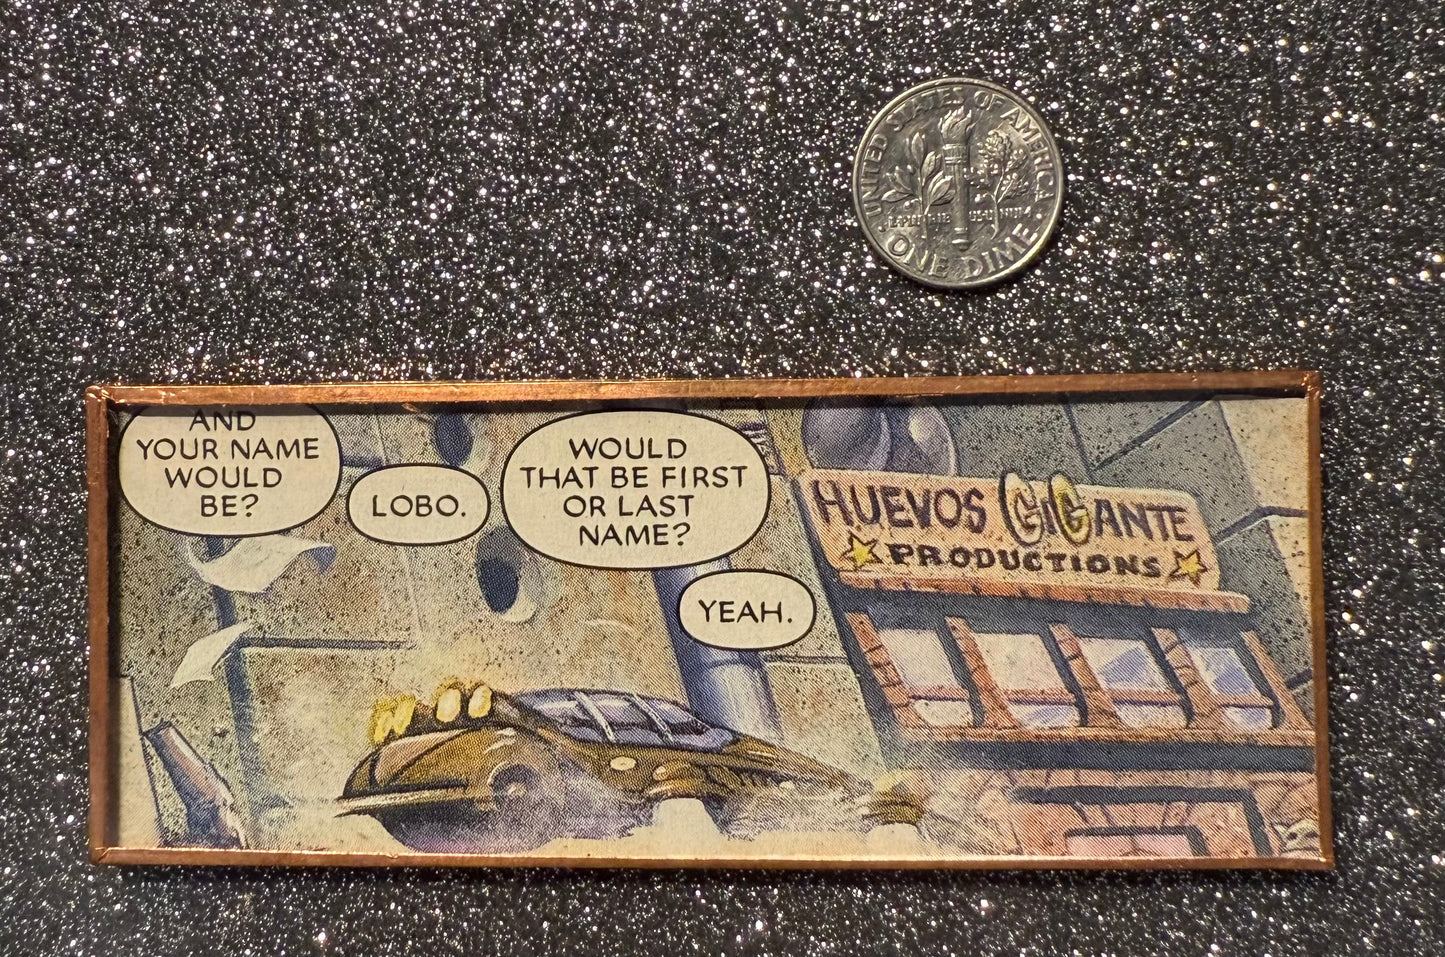 UNITED STATES OF AMERICA
ONE DIME
AND
YOUR NAME
WOULD
BE?
LOBO.
WOULD
THAT BE FIRST
OR LAST
NAME?
YEAH.
HUEVOS GIGANTE
PRODUCTIONS